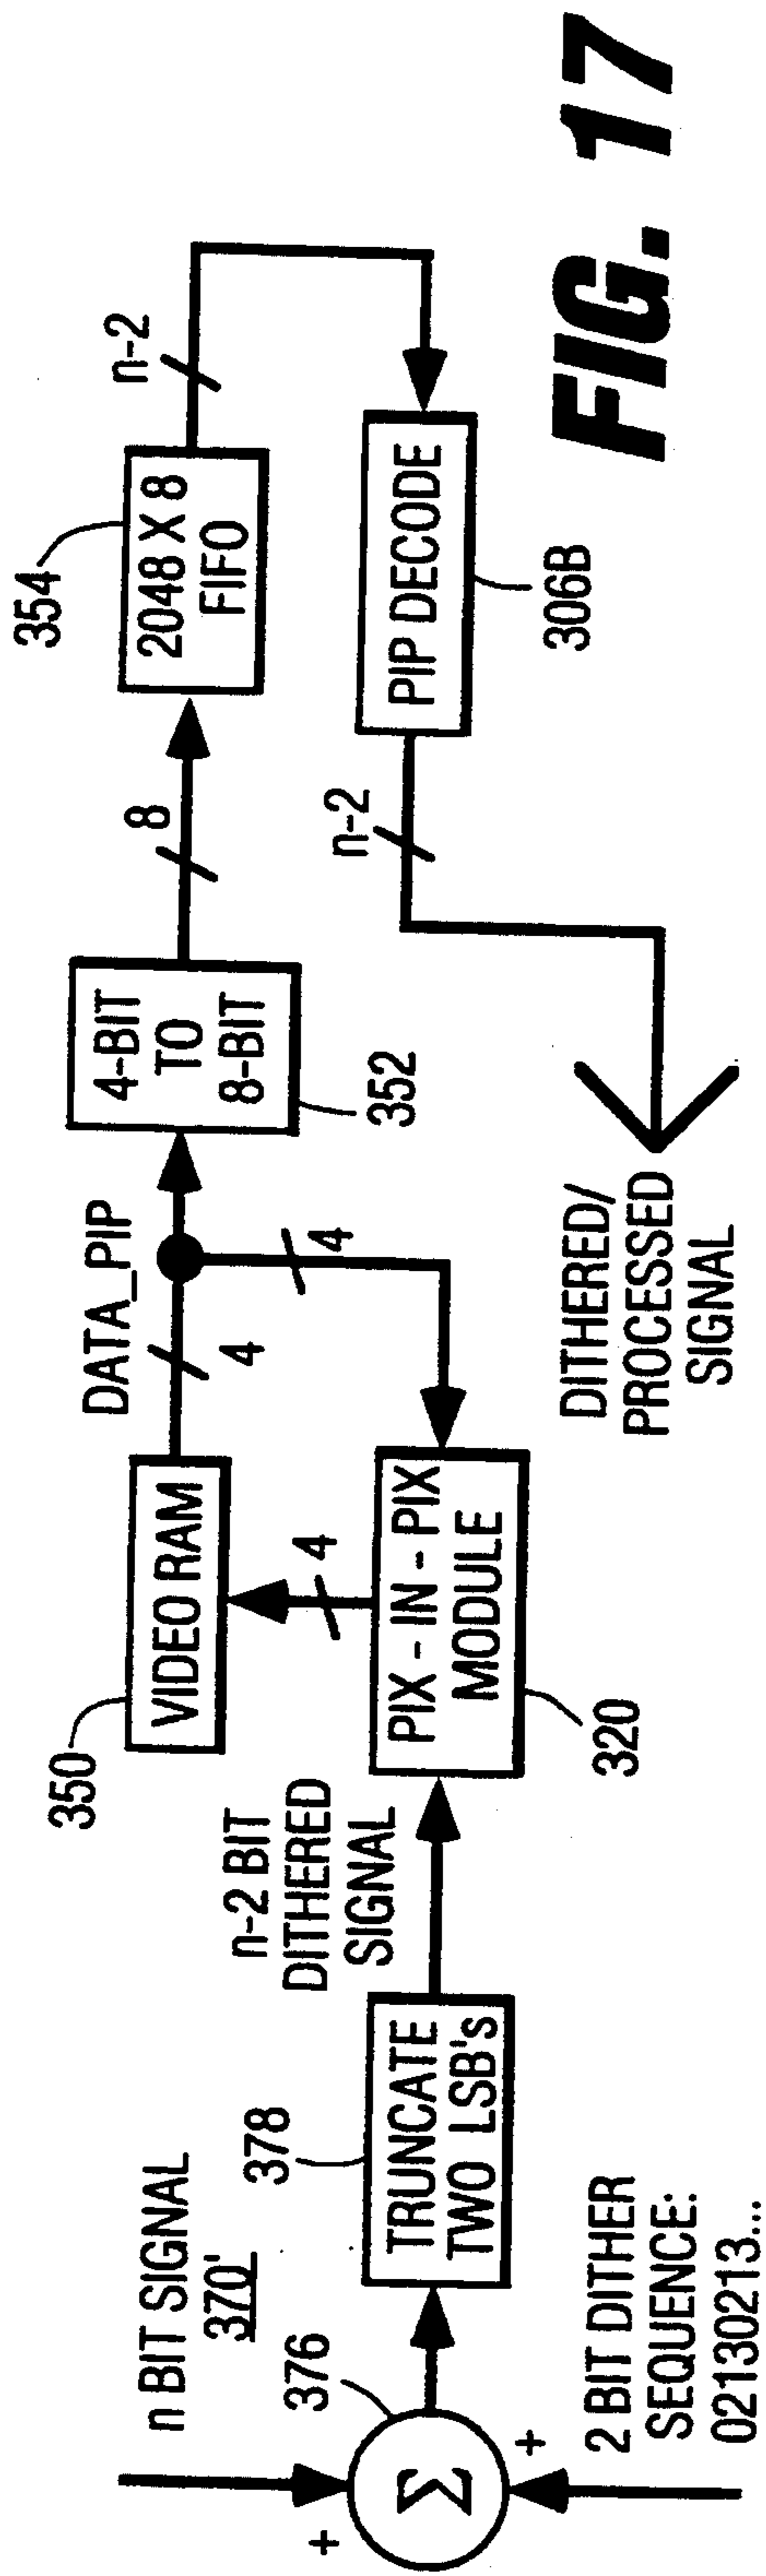 n BIT SIGNAL
370'
+
376
Σ
+
2 BIT DITHER
SEQUENCE:
02130213...
378
TRUNCATE
TWO LSB's
n-2 BIT
DITHERED
SIGNAL
350
VIDEO RAM
4
PIX - IN - PIX
MODULE
320
DATA_PIP
4
4
4-BIT
TO
8-BIT
352
8
354
2048 X 8
FIFO
n-2
PIP DECODE
306B
n-2
DITHERED/
PROCESSED
SIGNAL
FIG. 17